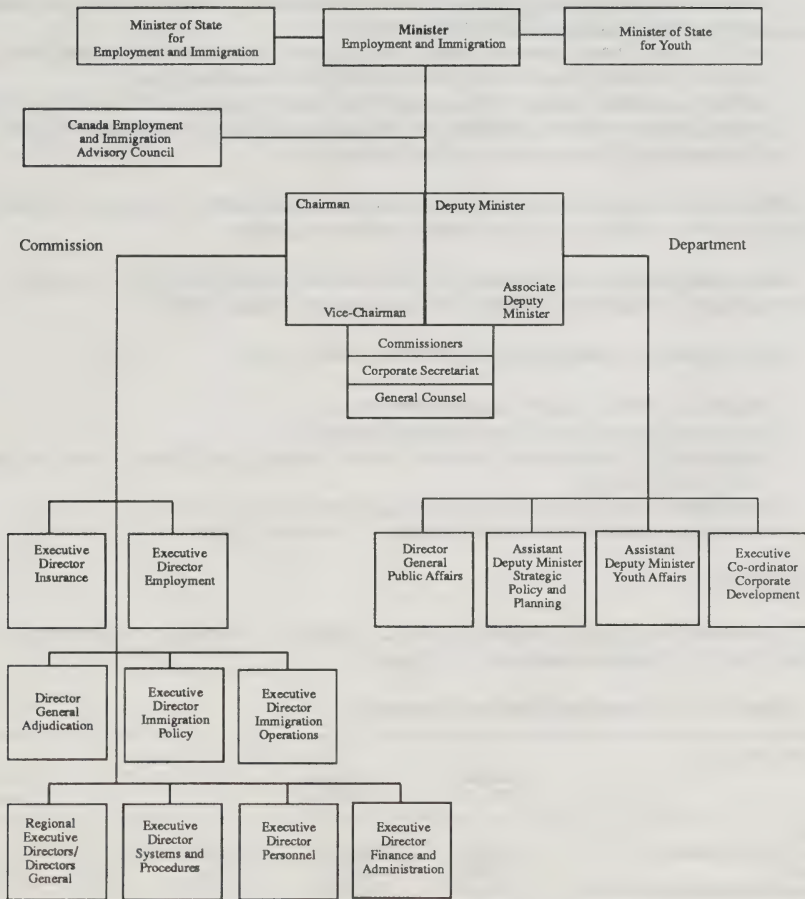 Minister of State
for
Employment and Immigration
Minister
Employment and Immigration
Minister of State
for Youth
Canada Employment
and Immigration
Advisory Council
Chairman
Deputy Minister
Commission
Department
Vice-Chairman
Associate
Deputy
Minister
Commissioners
Corporate Secretariat
General Counsel
Executive
Director
Insurance
Executive
Director
Employment
Director
General
Public Affairs
Assistant
Deputy Minister
Strategic
Policy and
Planning
Assistant
Deputy Minister
Youth Affairs
Executive
Co-ordinator
Corporate
Development
Director
General
Adjudication
Executive
Director
Immigration
Policy
Executive
Director
Immigration
Operations
Regional
Executive
Directors/
Directors
General
Executive
Director
Systems and
Procedures
Executive
Director
Personnel
Executive
Director
Finance and
Administration